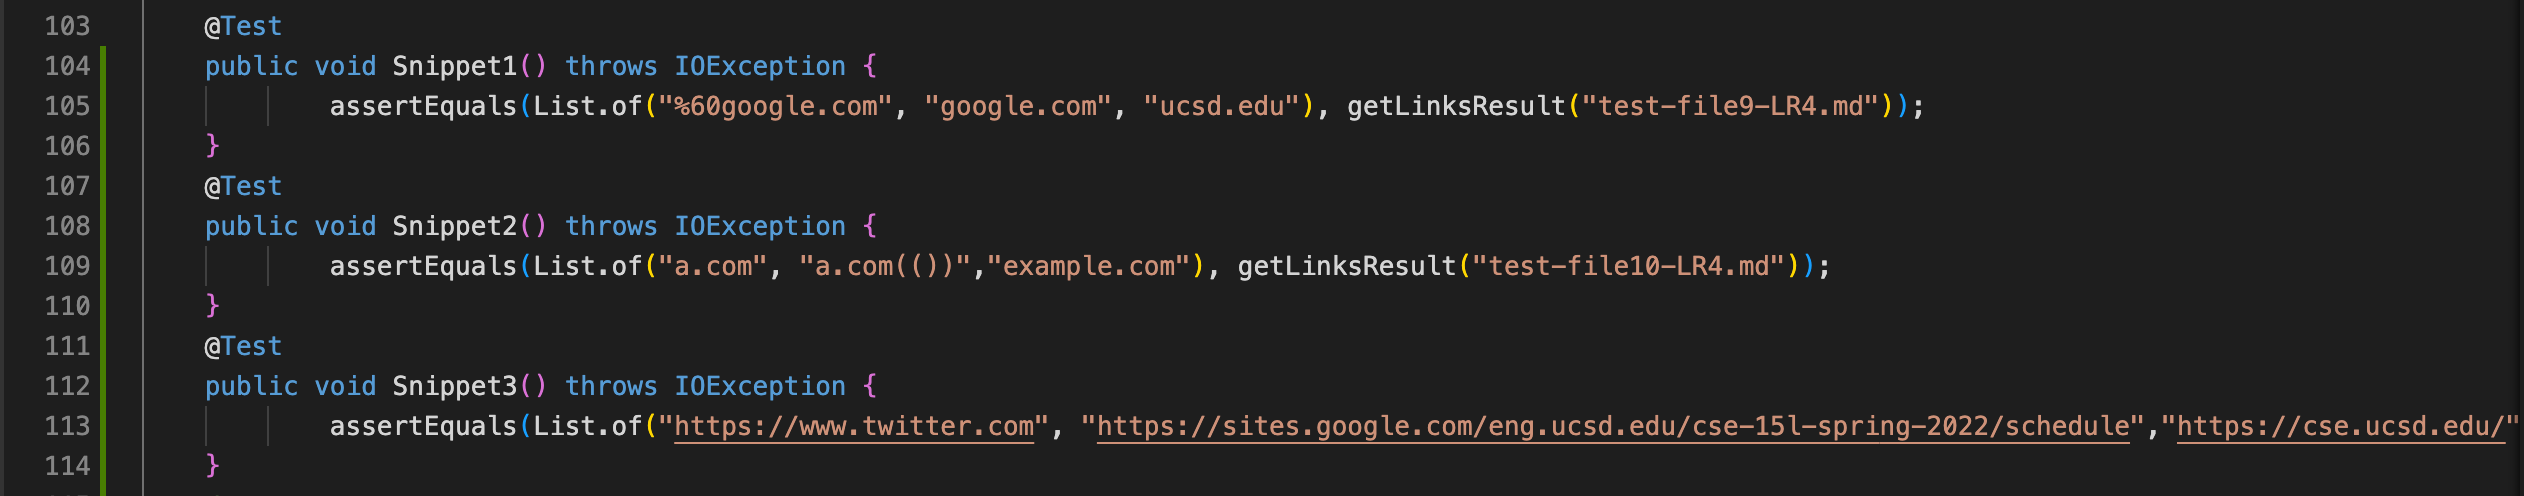 103 @Test
104 public void Snippet1() throws IOException {
105 assertEquals(List.of("%60google.com", "google.com", "ucsd.edu"), getLinksResult("test-file9-LR4.md"));
106 }
107 @Test
108 public void Snippet2() throws IOException {
109 assertEquals(List.of("a.com", "a.com(())","example.com"), getLinksResult("test-file10-LR4.md"));
110 }
111 @Test
112 public void Snippet3() throws IOException {
113 assertEquals(List.of("https://www.twitter.com", "https://sites.google.com/eng.ucsd.edu/cse-15l-spring-2022/schedule","https://cse.ucsd.edu/"
114 }